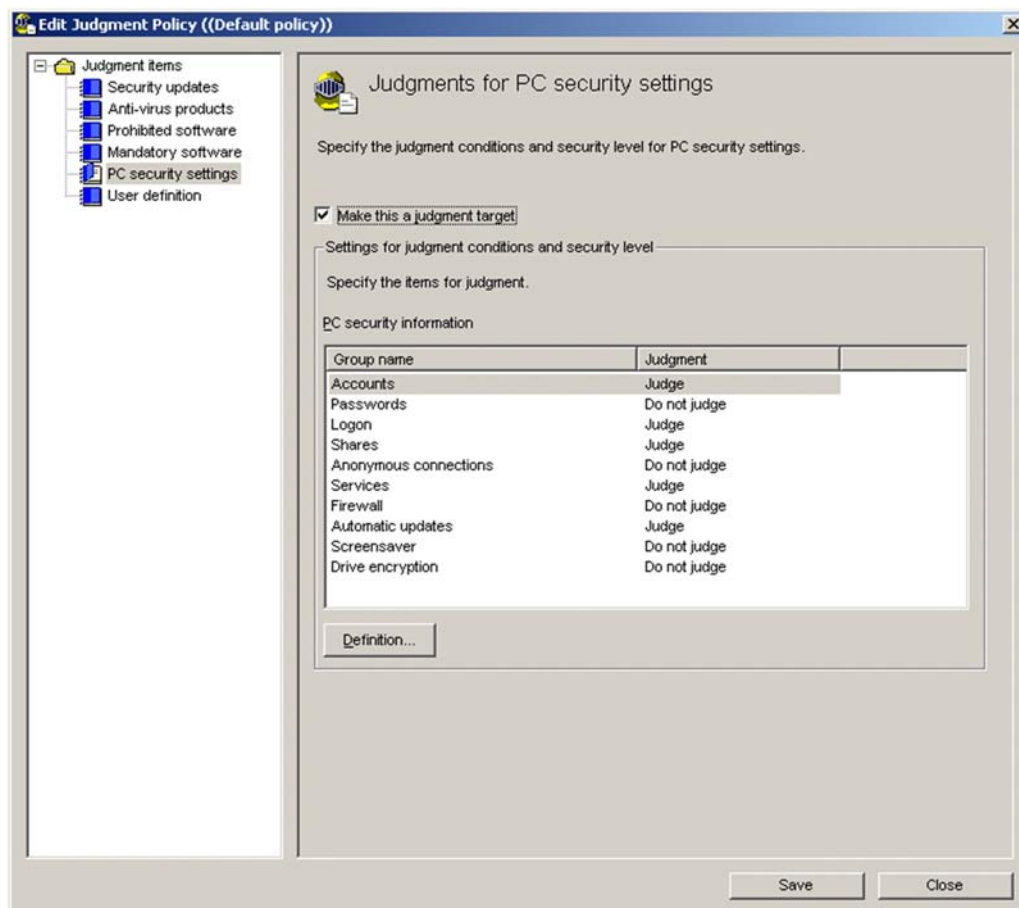 Edit Judgment Policy ((Default policy))
Judgment items
Security updates
Anti-virus products
Prohibited software
Mandatory software
PC security settings
User definition
Judgments for PC security settings
Specify the judgment conditions and security level for PC security settings.
Make this a judgment target
Settings for judgment conditions and security level
Specify the items for judgment.
PC security information
Group name Judgment
Accounts Judge
Passwords Do not judge
Logon Judge
Shares Judge
Anonymous connections Do not judge
Services Judge
Firewall Do not judge
Automatic updates Judge
Screensaver Do not judge
Drive encryption Do not judge
Definition...
Save Close